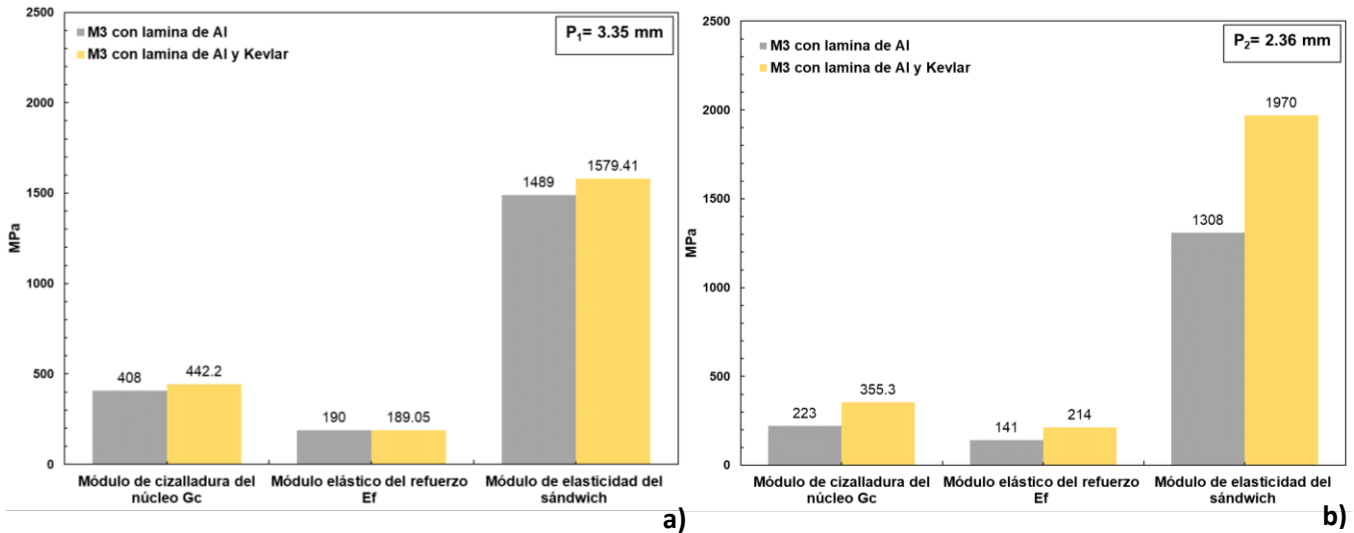 2500
2000
1500
1000
500
0
MPa
M3 con lamina de Al
M3 con lamina de Al y Kevlar
P1= 3.35 mm
408
442.2
190
189.05
1489
1579.41
Módulo de cizalladura del
núcleo Gc
Módulo elástico del refuerzo
Ef
Módulo de elasticidad del
sándwich
a)
2500
2000
1500
1000
500
0
MPa
M3 con lamina de Al
M3 con lamina de Al y Kevlar
P2= 2.36 mm
223
355.3
141
214
1308
1970
Módulo de cizalladura del
núcleo Gc
Módulo elástico del refuerzo
Ef
Módulo de elasticidad del
sándwich
b)